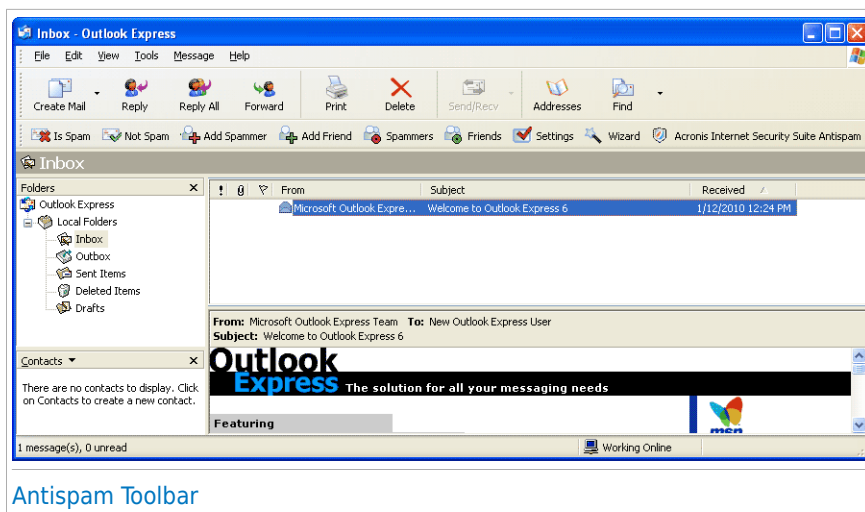 Inbox - Outlook Express
File Edit View Tools Message Help
Create Mail Reply Reply All Forward Print Delete Send/Recv Addresses Find
Is Spam Not Spam Add Spammer Add Friend Spammers Friends Settings Wizard Acronis Internet Security Suite Antispam
Inbox
Folders X
! From Subject Received
Outlook Express
Microsoft Outlook Expre... Welcome to Outlook Express 6 1/12/2010 12:24 PM
Local Folders
Inbox
Outbox
Sent Items
Deleted Items
Drafts
From: Microsoft Outlook Express Team To: New Outlook Express User
Subject: Welcome to Outlook Express 6
Contacts X
There are no contacts to display. Click
on Contacts to create a new contact.
Outlook
Express The solution for all your messaging needs
Featuring
msn
1 message(s), 0 unread Working Online
Antispam Toolbar